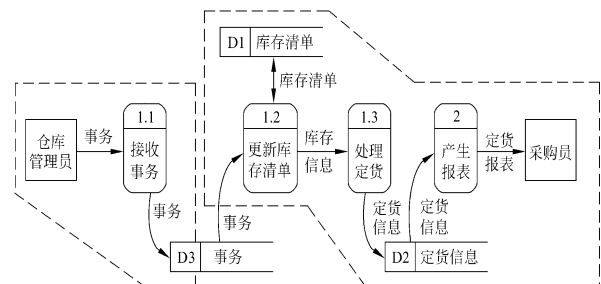 D1 库存清单
库存清单
仓库
管理员
事务
1.1
接收
事务
1.2
更新库
存清单
库存
信息
1.3
处理
定货
2
产生
报表
定货
报表
采购员
事务
事务
定货
信息
定货
信息
D3 事务
D2 定货信息